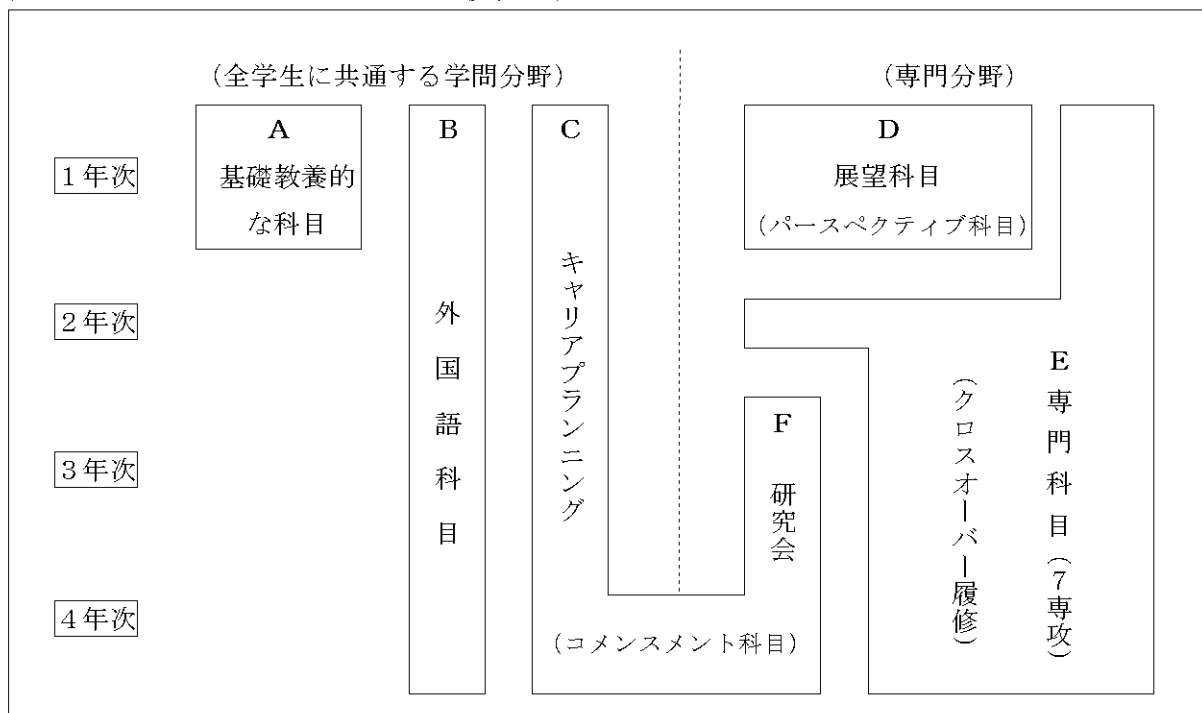 (全学生に共通する学問分野)
(専門分野)
A
基礎教養的
な科目
B
外国語科目
C
キャリアプランニング
D
展望科目
(パースペクティブ科目)
1年次
2年次
3年次
4年次
E 専門科目(7専攻)
(クロスオーバー履修)
F
研究会
(コメンスメント科目)